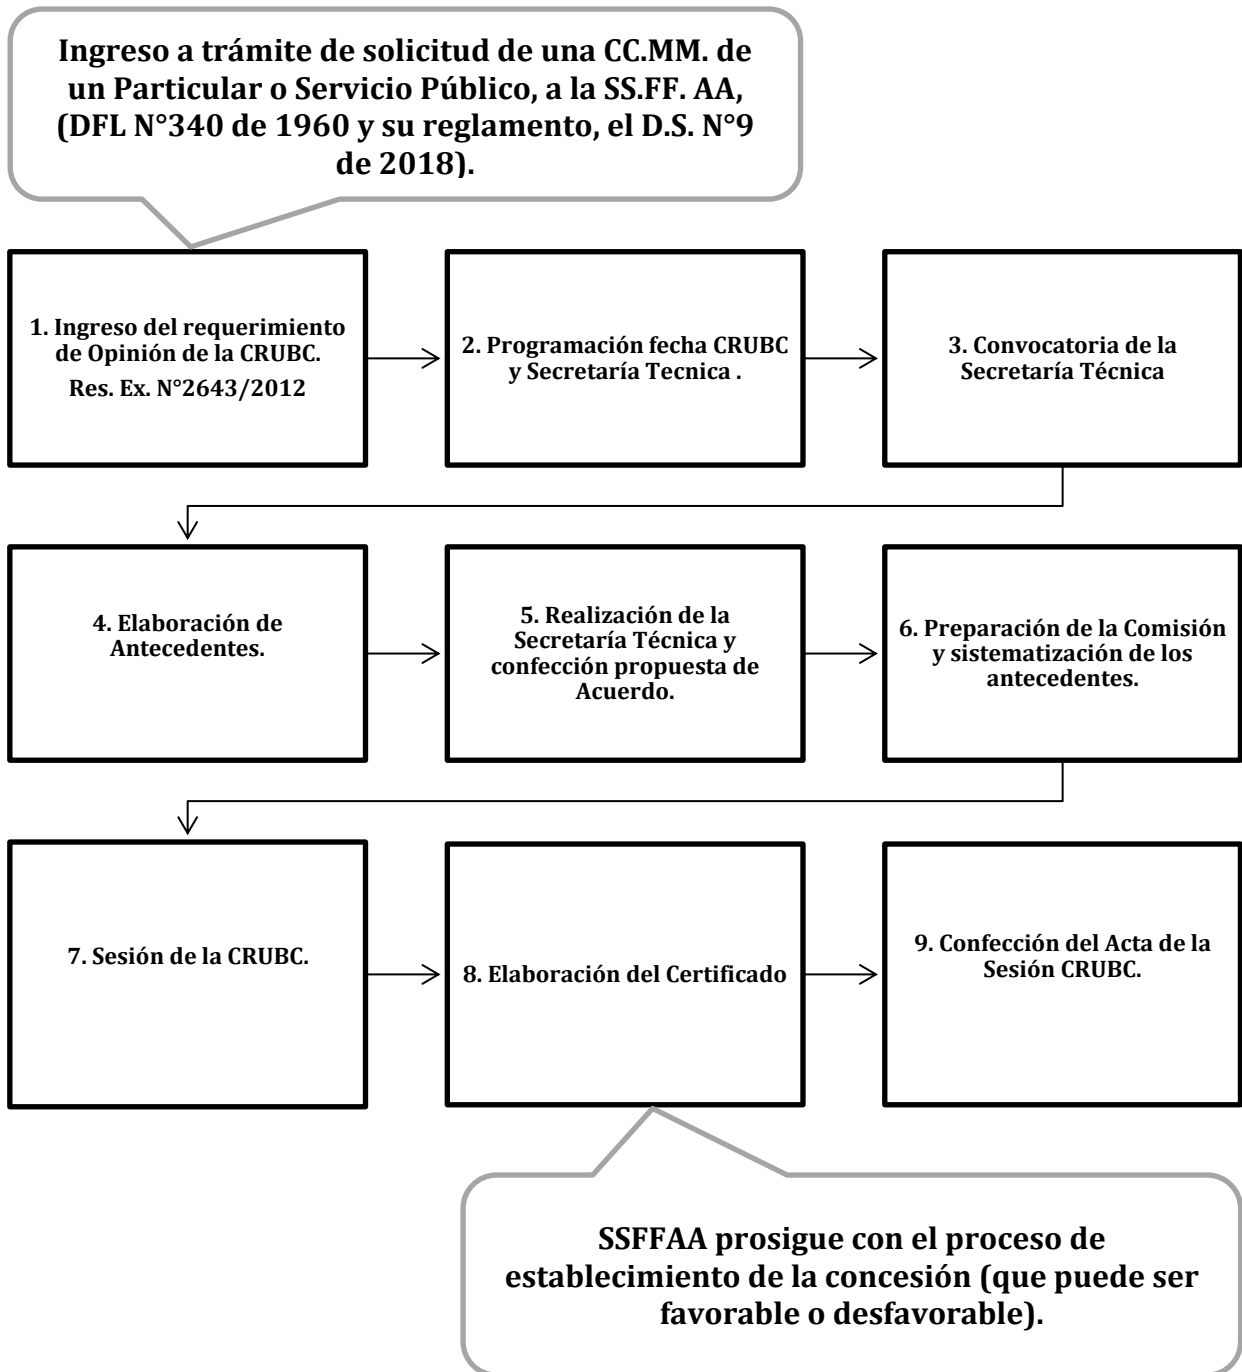 Ingreso a trámite de solicitud de una CC.MM. de
un Particular o Servicio Público, a la SS.FF. AA,
(DFL N°340 de 1960 y su reglamento, el D.S. N°9
de 2018).
1. Ingreso del requerimiento
de Opinión de la CRUBC.
Res. Ex. N°2643/2012
2. Programación fecha CRUBC
y Secretaría Tecnica .
3. Convocatoria de la
Secretaría Técnica
4. Elaboración de
Antecedentes.
5. Realización de la
Secretaría Técnica y
confección propuesta de
Acuerdo.
6. Preparación de la Comisión
y sistematización de los
antecedentes.
7. Sesión de la CRUBC.
8. Elaboración del Certificado
9. Confección del Acta de la
Sesión CRUBC.
SSFFAA prosigue con el proceso de
establecimiento de la concesión (que puede ser
favorable o desfavorable).